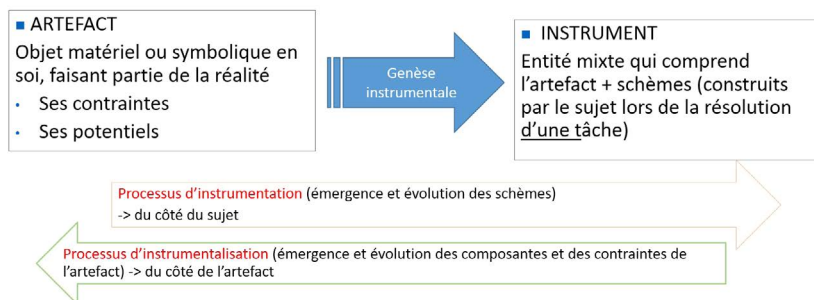 ▪ ARTEFACT
Objet matériel ou symbolique en
soi, faisant partie de la réalité
• Ses contraintes
• Ses potentiels
Genèse
instrumentale
▪ INSTRUMENT
Entité mixte qui comprend
l'artefact + schèmes (construits
par le sujet lors de la résolution
d'une tâche)
Processus d'instrumentation (émergence et évolution des schèmes)
-> du côté du sujet
Processus d'instrumentalisation (émergence et évolution des composantes et des contraintes de
l'artefact) -> du côté de l'artefact